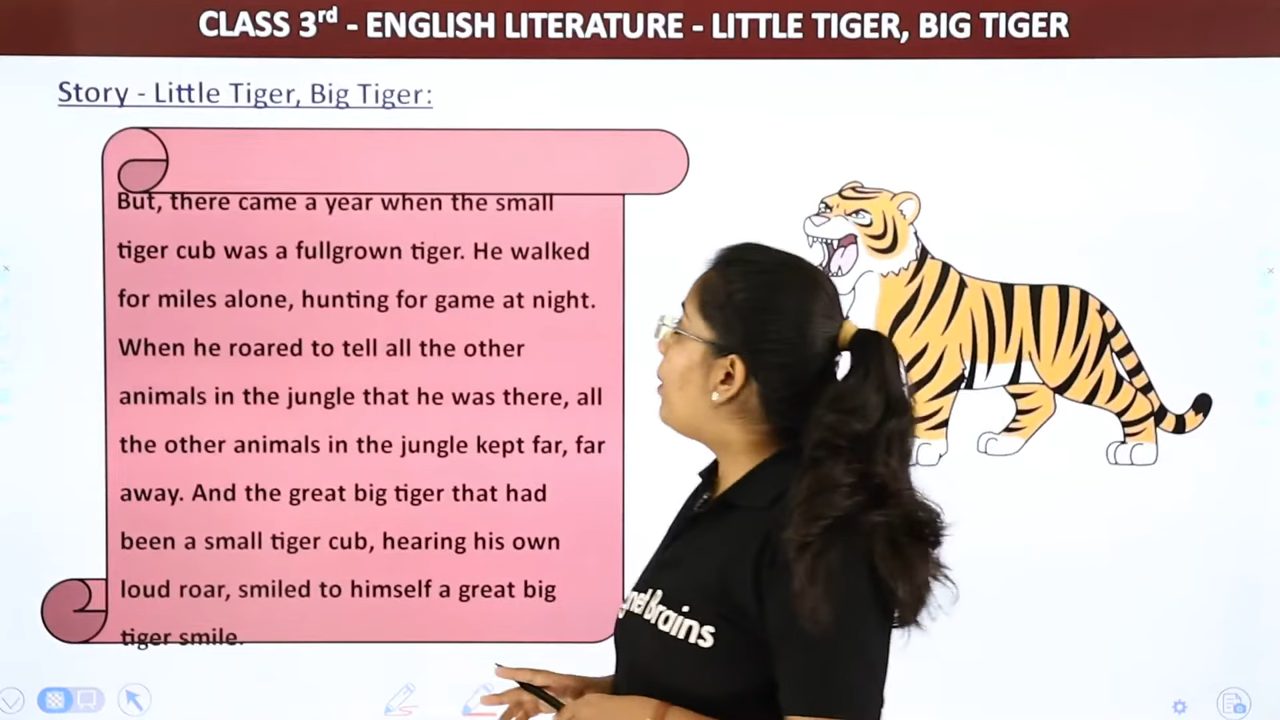 CLASS 3rd - ENGLISH LITERATURE - LITTLE TIGER, BIG TIGER
Story - Little Tiger, Big Tiger:
But, there came a year when the small
tiger cub was a fullgrown tiger. He walked
for miles alone, hunting for game at night.
When he roared to tell all the other
animals in the jungle that he was there, all
the other animals in the jungle kept far, far
away. And the great big tiger that had
been a small tiger cub, hearing his own
loud roar, smiled to himself a great big
tiger smile.
Brains